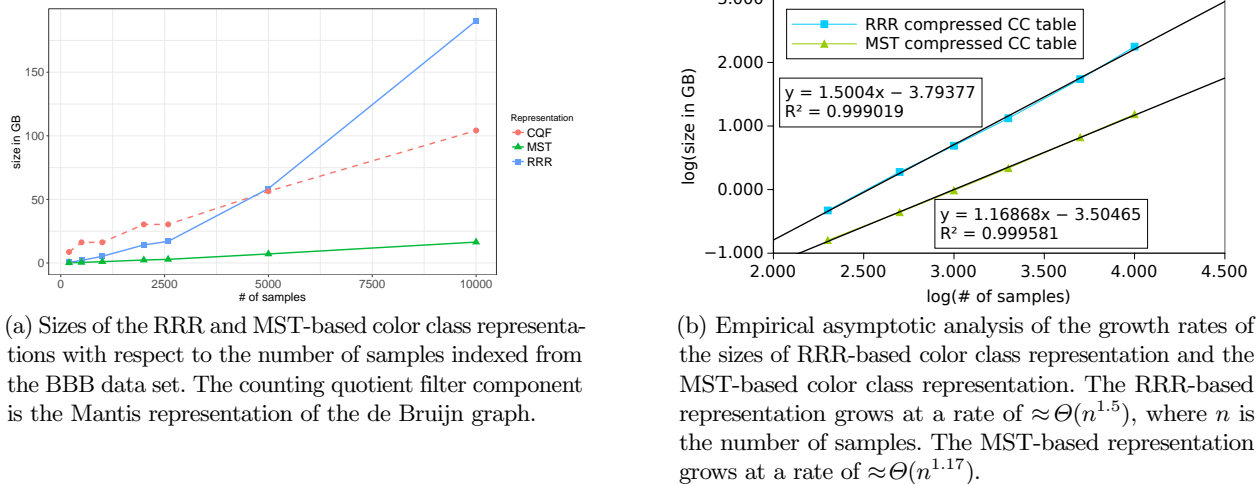 size in GB
150
100
50
0
0
2500
5000
7500
10000
# of samples
Representation
CQF
MST
RRR
(a) Sizes of the RRR and MST-based color class representa-
tions with respect to the number of samples indexed from
the BBB data set. The counting quotient filter component
is the Mantis representation of the de Bruijn graph.
3.000
2.000
1.000
0.000
−1.000
log(size in GB)
RRR compressed CC table
MST compressed CC table
y = 1.5004x − 3.79377
R² = 0.999019
y = 1.16868x − 3.50465
R² = 0.999581
2.000
2.500
3.000
3.500
4.000
4.500
log(# of samples)
(b) Empirical asymptotic analysis of the growth rates of
the sizes of RRR-based color class representation and the
MST-based color class representation. The RRR-based
representation grows at a rate of ≈Θ(n^1.5), where n is
the number of samples. The MST-based representation
grows at a rate of ≈Θ(n^1.17).